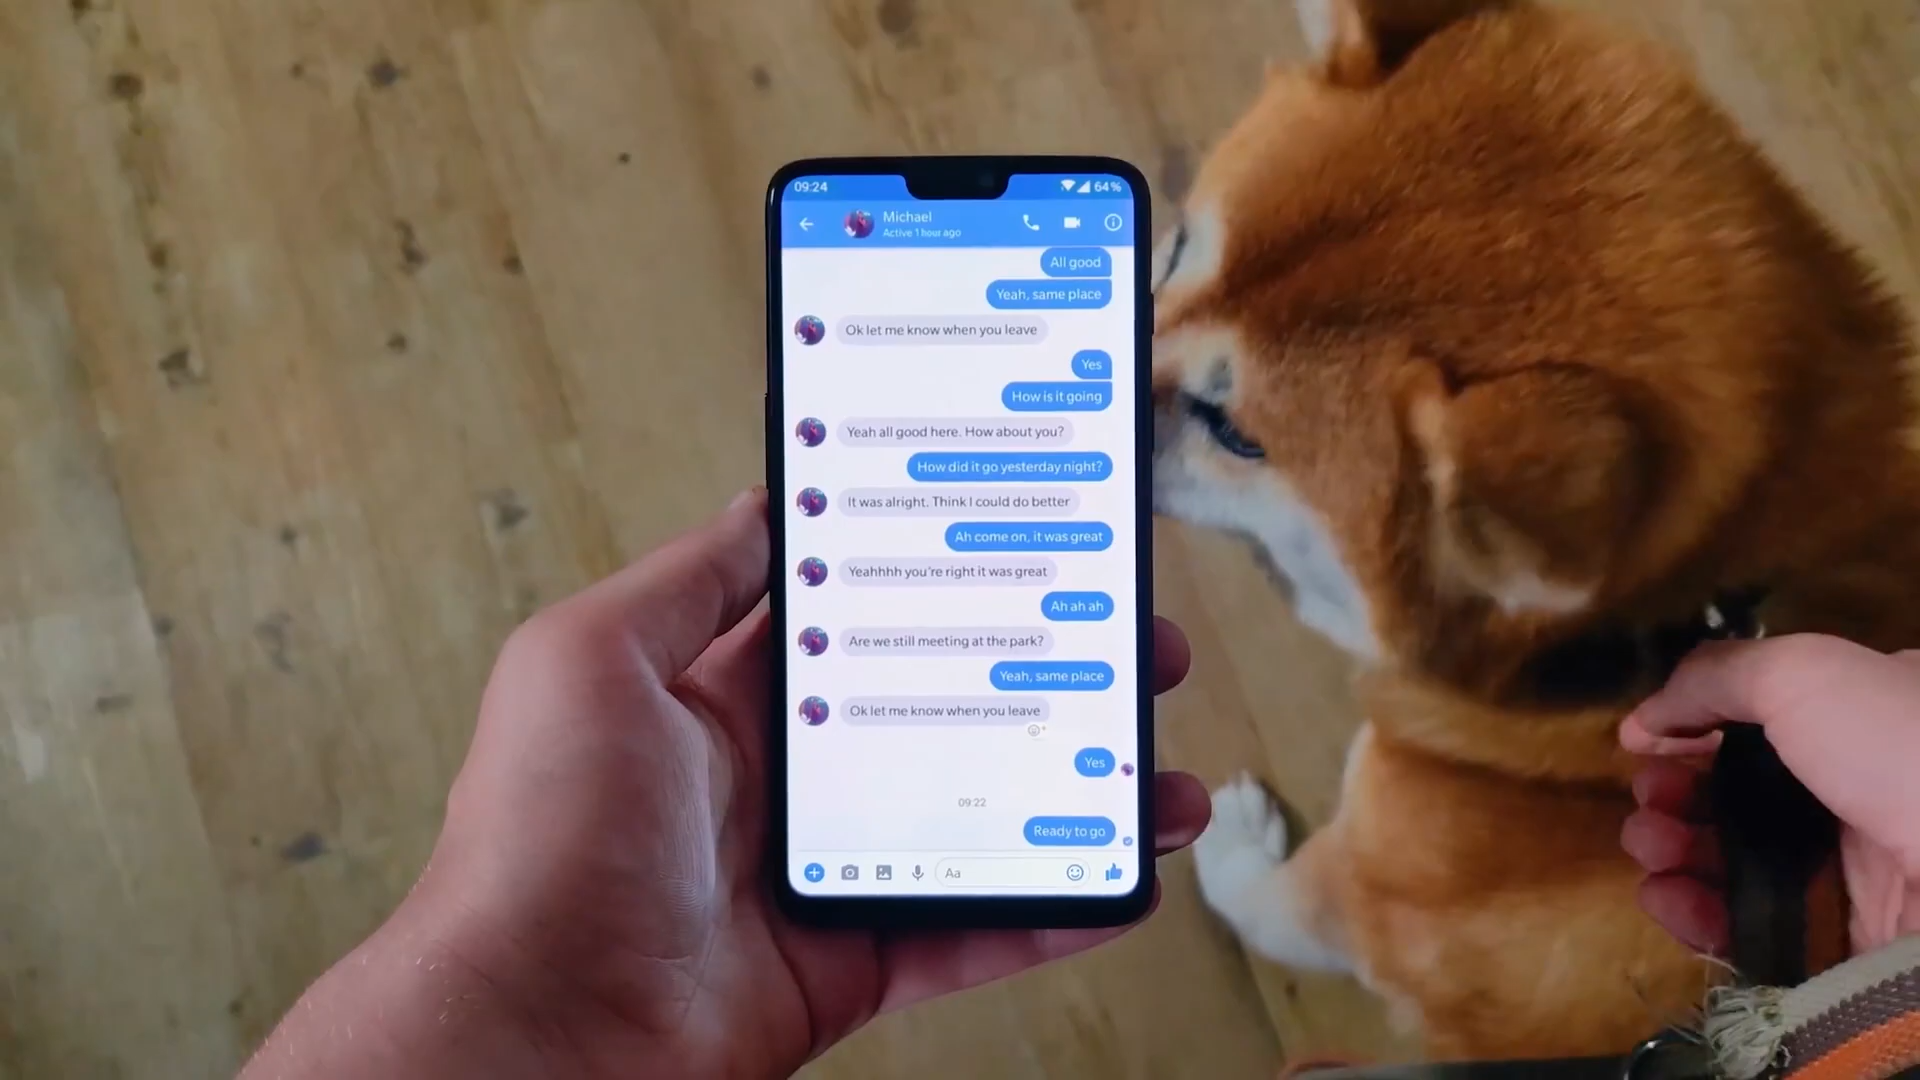 09:24
64%
Michael
Active 1 hour ago
All good
Yeah, same place
Ok let me know when you leave
Yes
How is it going
Yeah all good here. How about you?
How did it go yesterday night?
It was alright. Think I could do better
Ah come on, it was great
Yeahhhh you're right it was great
Ah ah ah
Are we still meeting at the park?
Yeah, same place
Ok let me know when you leave
Yes
09:22
Ready to go
Aa